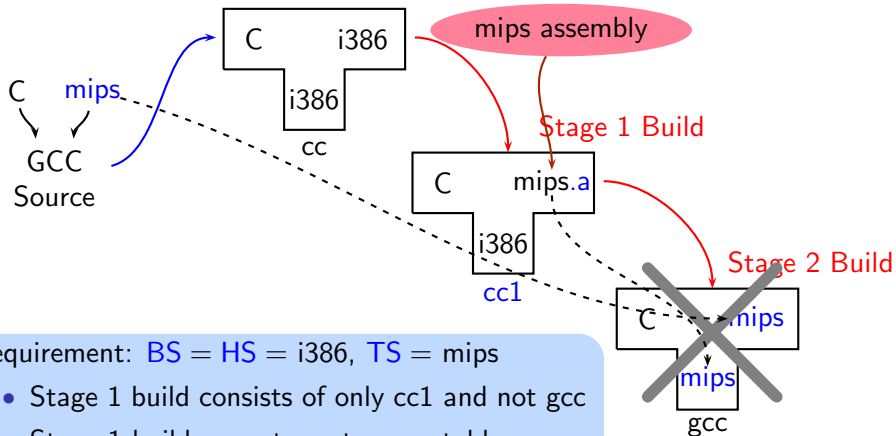 C i386
i386
cc
mips assembly
C mips
GCC
Source
Stage 1 Build
C mips.a
i386
cc1
Stage 2 Build
C mips
mips
gcc
equirement: BS = HS = i386, TS = mips
• Stage 1 build consists of only cc1 and not gcc